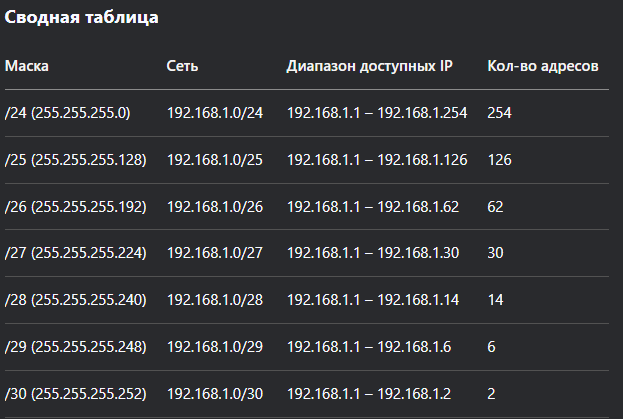 Сводная таблица
Маска Сеть Диапазон доступных IP Кол-во адресов
/24 (255.255.255.0) 192.168.1.0/24 192.168.1.1 – 192.168.1.254 254
/25 (255.255.255.128) 192.168.1.0/25 192.168.1.1 – 192.168.1.126 126
/26 (255.255.255.192) 192.168.1.0/26 192.168.1.1 – 192.168.1.62 62
/27 (255.255.255.224) 192.168.1.0/27 192.168.1.1 – 192.168.1.30 30
/28 (255.255.255.240) 192.168.1.0/28 192.168.1.1 – 192.168.1.14 14
/29 (255.255.255.248) 192.168.1.0/29 192.168.1.1 – 192.168.1.6 6
/30 (255.255.255.252) 192.168.1.0/30 192.168.1.1 – 192.168.1.2 2